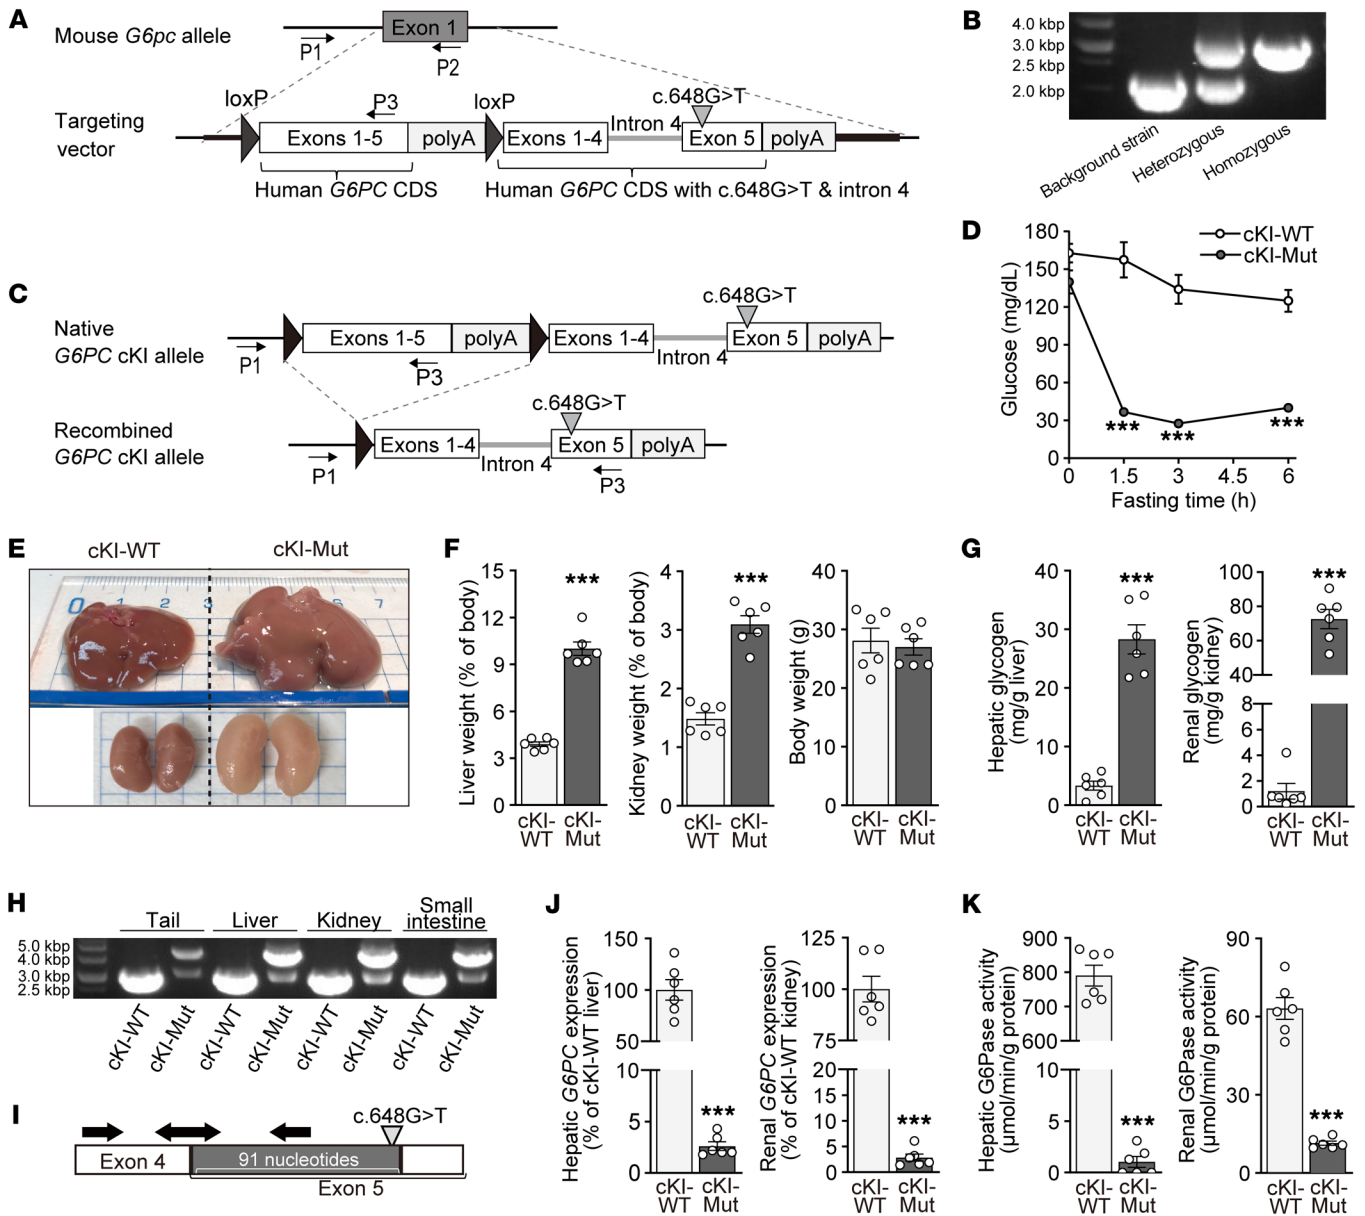 A
Mouse G6pc allele
Exon 1
P1
P2
loxP
P3
loxP
c.648G>T
Targeting
vector
Exons 1-5
polyA
Exons 1-4
Intron 4
Exon 5
polyA
Human G6PC CDS
Human G6PC CDS with c.648G>T & intron 4
B
4.0 kbp
3.0 kbp
2.5 kbp
2.0 kbp
Background strain
Heterozygous
Homozygous
C
c.648G>T
Native
G6PC cKI allele
Exons 1-5
polyA
Exons 1-4
Intron 4
Exon 5
polyA
P1
P3
c.648G>T
Recombined
G6PC cKI allele
Exons 1-4
Intron 4
Exon 5
polyA
P1
P3
D
Glucose (mg/dL)
180
150
120
90
60
30
0
cKI-WT
cKI-Mut
***
***
***
0
1.5
3
4.5
6
Fasting time (h)
E
cKI-WT
cKI-Mut
0 1 2 3 6 7
F
Liver weight (% of body)
15
12
9
6
3
0
***
cKI-
WT
cKI-
Mut
Kidney weight (% of body)
4
3
2
1
0
***
cKI-
WT
cKI-
Mut
Body weight (g)
40
30
20
10
0
cKI-
WT
cKI-
Mut
G
Hepatic glycogen
(mg/g liver)
40
30
20
10
0
***
cKI-
WT
cKI-
Mut
Renal glycogen
(mg/g kidney)
100
80
60
40
8
6
4
2
0
***
cKI-
WT
cKI-
Mut
H
Tail
Liver
Kidney
Small
intestine
5.0 kbp
4.0 kbp
3.0 kbp
2.5 kbp
cKI-WT
cKI-Mut
cKI-WT
cKI-Mut
cKI-WT
cKI-Mut
cKI-WT
cKI-Mut
I
c.648G>T
Exon 4
91 nucleotides
Exon 5
J
Hepatic G6PC expression
(% of cKI-WT liver)
150
100
50
10
5
0
***
cKI-
WT
cKI-
Mut
Renal G6PC expression
(% of cKI-WT kidney)
125
100
75
20
15
10
5
0
***
cKI-
WT
cKI-
Mut
K
Hepatic G6Pase activity
(μmol/min/g protein)
900
800
700
600
10
5
0
***
cKI-
WT
cKI-
Mut
Renal G6Pase activity
(μmol/min/g protein)
90
60
30
0
***
cKI-
WT
cKI-
Mut